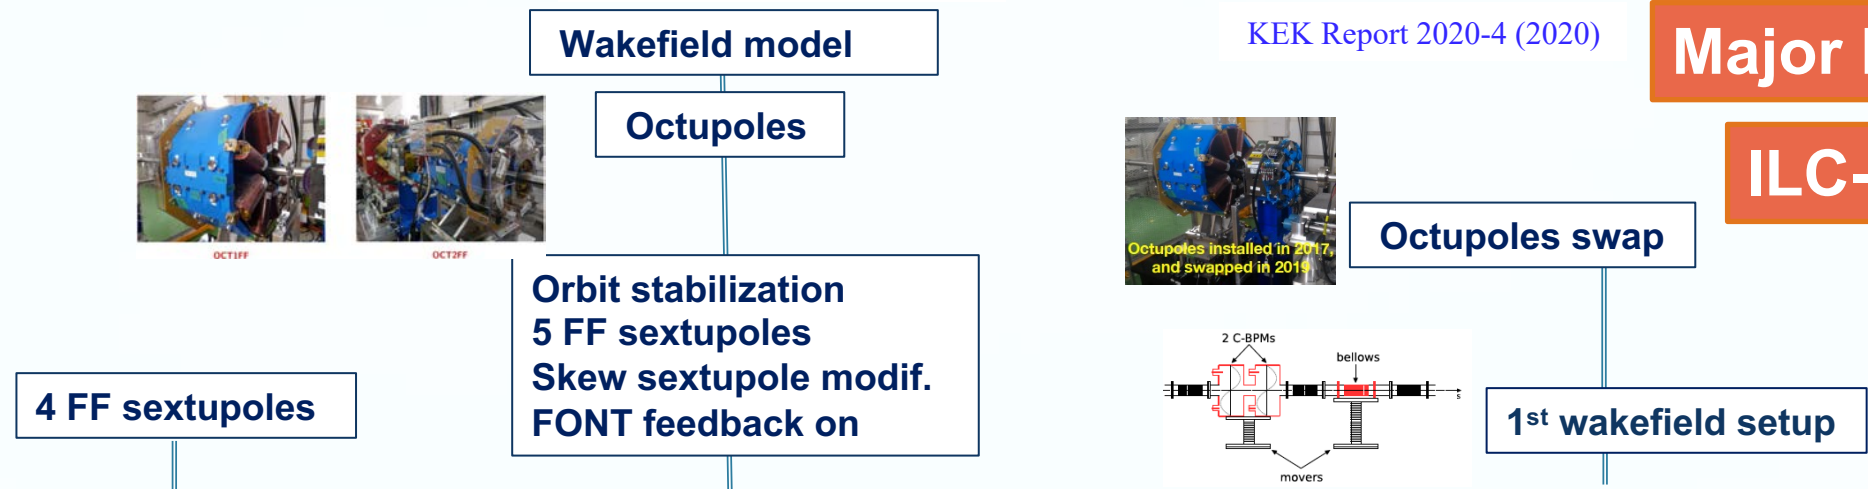 Wakefield model
KEK Report 2020-4 (2020)
Major
Octupoles
ILC-
OCT1FF
OCT2FF
Octupoles installed in 2017,
and swapped in 2019
Octupoles swap
Orbit stabilization
5 FF sextupoles
Skew sextupole modif.
FONT feedback on
4 FF sextupoles
2 C-BPMs
bellows
s
movers
1st wakefield setup